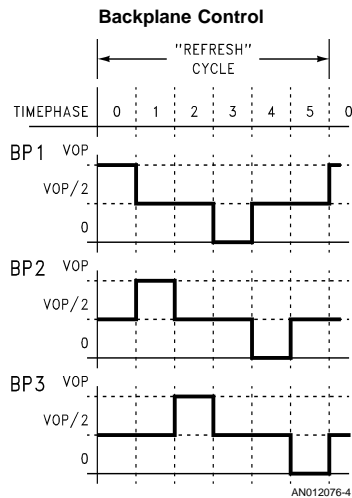 Backplane Control
"REFRESH"
CYCLE
TIMEPHASE 0 1 2 3 4 5 0
BP1 VOP
VOP/2
0
BP2 VOP
VOP/2
0
BP3 VOP
VOP/2
0
AN012076-4